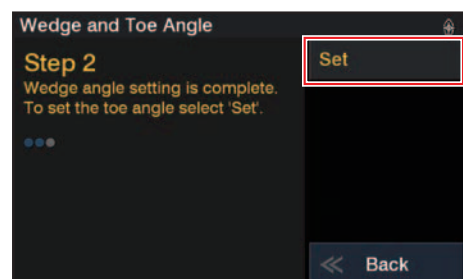 Wedge and Toe Angle
Step 2
Set
Wedge angle setting is complete.
To set the toe angle select 'Set'.
Back